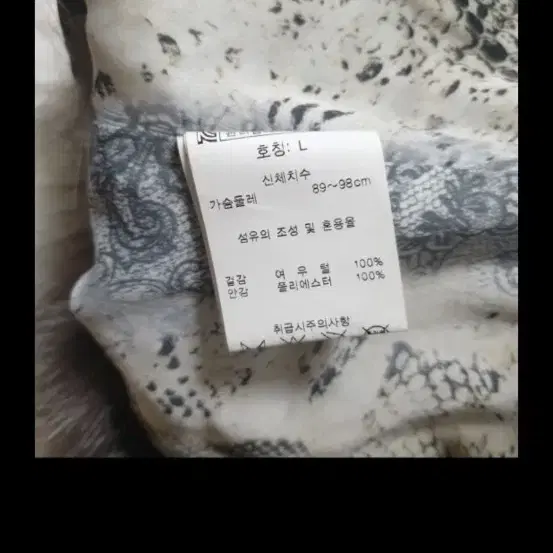 호칭: L
신체치수
가슴둘레 89~98cm
섬유의 조성 및 혼용율
겉감 여 우 털 100%
안감 폴리에스터 100%
취급시주의사항